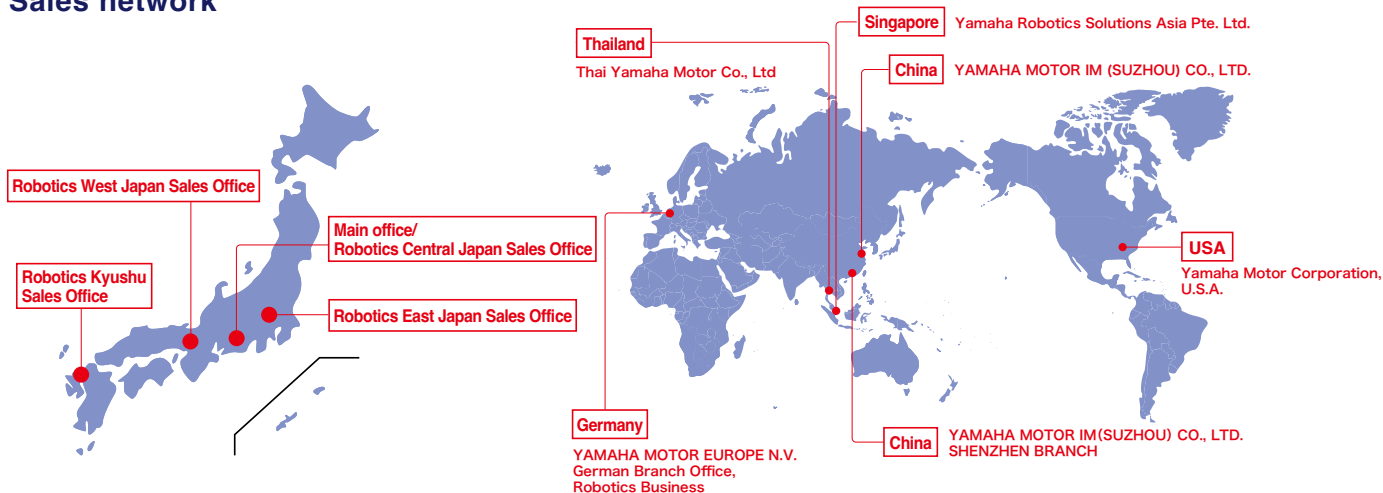 Sales network
Robotics West Japan Sales Office
Main office/
Robotics Central Japan Sales Office
Robotics Kyushu
Sales Office
Robotics East Japan Sales Office
Thailand
Thai Yamaha Motor Co., Ltd
Singapore
Yamaha Robotics Solutions Asia Pte. Ltd.
China
YAMAHA MOTOR IM (SUZHOU) CO., LTD.
USA
Yamaha Motor Corporation,
U.S.A.
Germany
YAMAHA MOTOR EUROPE N.V.
German Branch Office,
Robotics Business
China
YAMAHA MOTOR IM(SUZHOU) CO., LTD.
SHENZHEN BRANCH